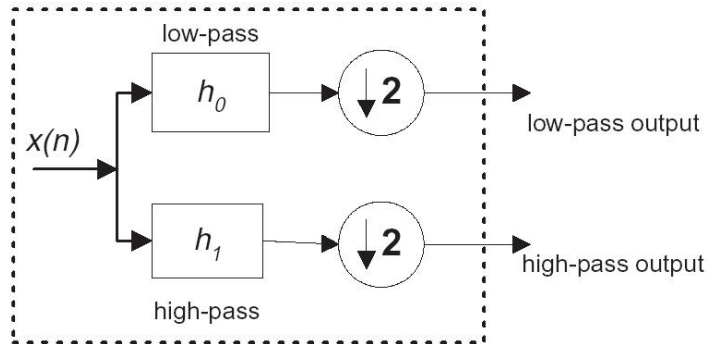 low-pass
h0
↓2
low-pass output
x(n)
h1
↓2
high-pass output
high-pass